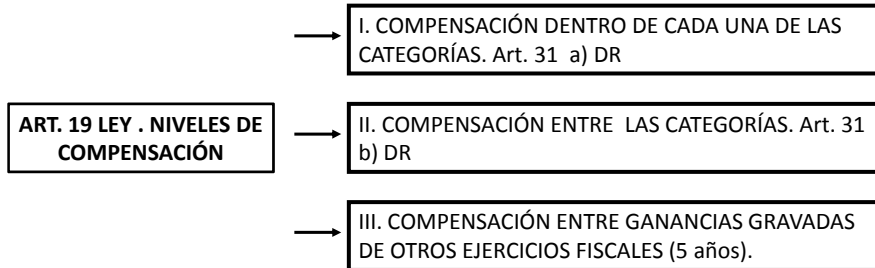 I. COMPENSACIÓN DENTRO DE CADA UNA DE LAS
CATEGORÍAS. Art. 31 a) DR
ART. 19 LEY . NIVELES DE
COMPENSACIÓN
II. COMPENSACIÓN ENTRE LAS CATEGORÍAS. Art. 31
b) DR
III. COMPENSACIÓN ENTRE GANANCIAS GRAVADAS
DE OTROS EJERCICIOS FISCALES (5 años).